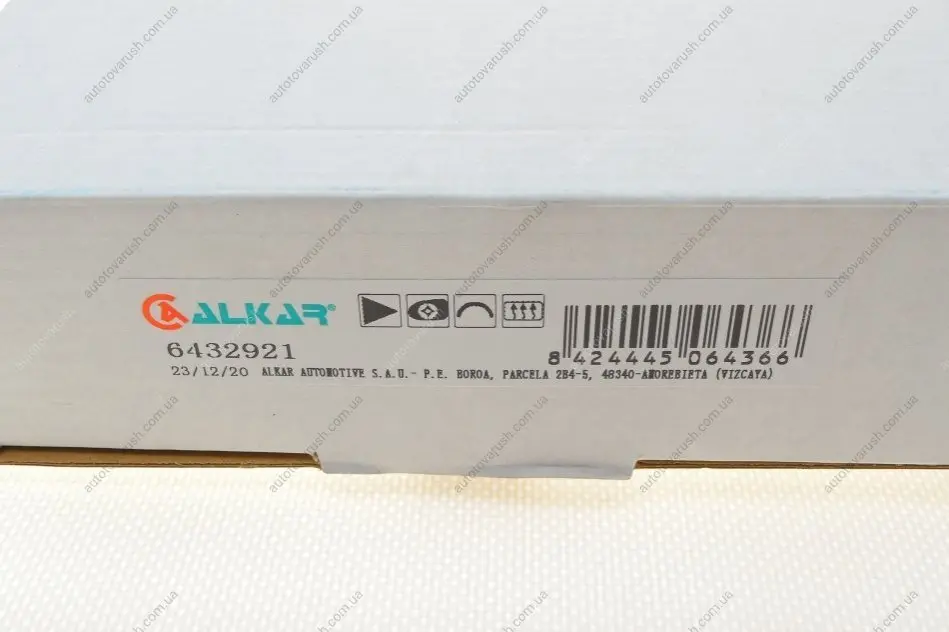 ALKAR®
6432921
8 424445 064366
23/12/20 ALKAR AUTOMOTIVE S.A.U.- P.E. BOROA, PARCELA 2B4-5, 48340-AMOREBIETA (VIZCAYA)
autotovarush.com.ua